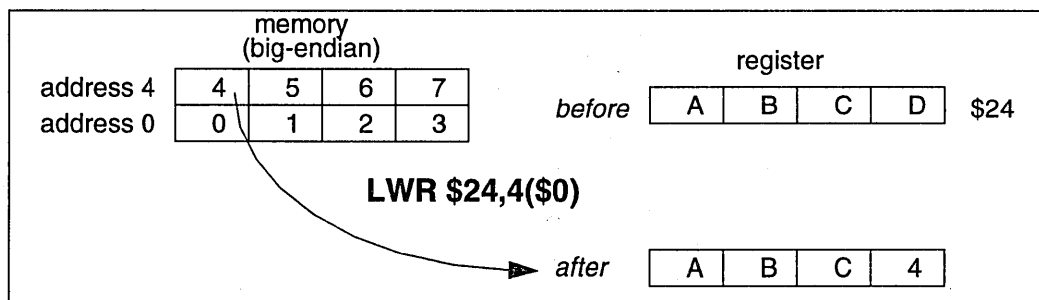 memory
(big-endian)
register
address 4 4 5 6 7
before A B C D $24
address 0 0 1 2 3
LWR $24,4($0)
after A B C 4